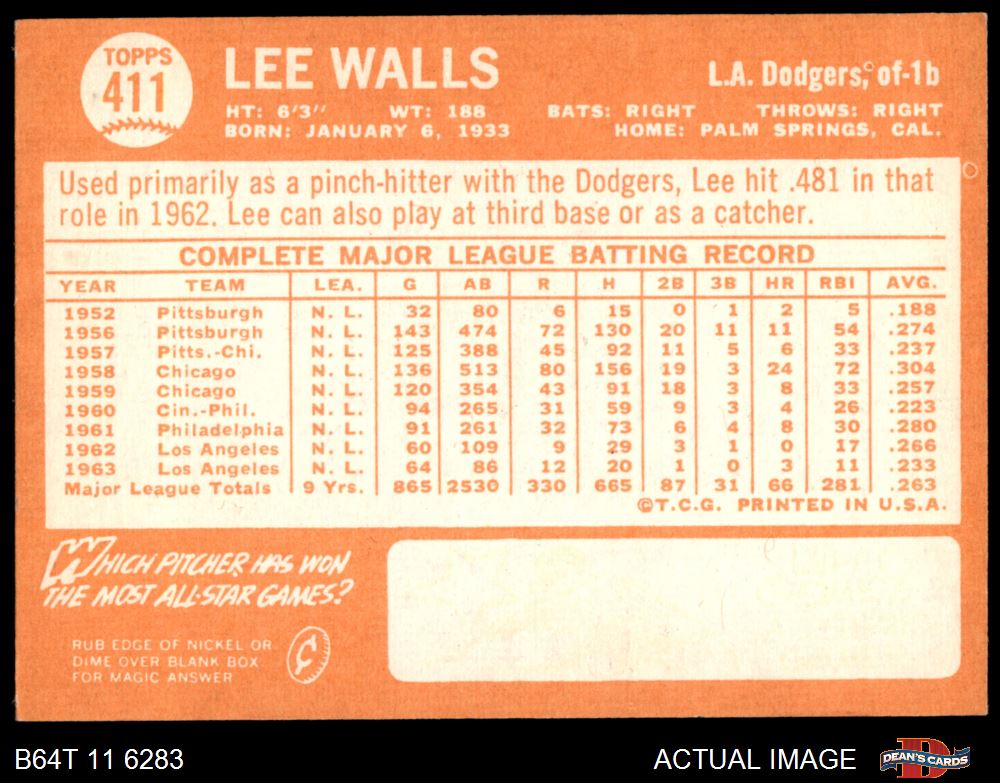 TOPPS
411
LEE WALLS
L.A. Dodgers, of-1b
HT: 6'3" WT: 188 BATS: RIGHT THROWS: RIGHT
BORN: JANUARY 6, 1933 HOME: PALM SPRINGS, CAL.
Used primarily as a pinch-hitter with the Dodgers, Lee hit .481 in that
role in 1962. Lee can also play at third base or as a catcher.
COMPLETE MAJOR LEAGUE BATTING RECORD
YEAR TEAM LEA. G AB R H 2B 3B HR RBI AVG.
1952 Pittsburgh N. L. 32 80 6 15 0 1 2 5 .188
1956 Pittsburgh N. L. 143 474 72 130 20 11 11 54 .274
1957 Pitts.-Chi. N. L. 125 388 45 92 11 5 6 33 .237
1958 Chicago N. L. 136 513 80 156 19 3 24 72 .304
1959 Chicago N. L. 120 354 43 91 18 3 8 33 .257
1960 Cin.-Phil. N. L. 94 265 31 59 9 3 4 26 .223
1961 Philadelphia N. L. 91 261 32 73 6 4 8 30 .280
1962 Los Angeles N. L. 60 109 9 29 3 1 0 17 .266
1963 Los Angeles N. L. 64 86 12 20 1 0 3 11 .233
Major League Totals 9 Yrs. 865 2530 330 665 87 31 66 281 .263
©T.C.G. PRINTED IN U.S.A.
WHICH PITCHER HAS WON
THE MOST ALL-STAR GAMES?
RUB EDGE OF NICKEL OR
DIME OVER BLANK BOX
FOR MAGIC ANSWER
¢
B64T 11 6283 ACTUAL IMAGE
D
DEAN'S CARDS